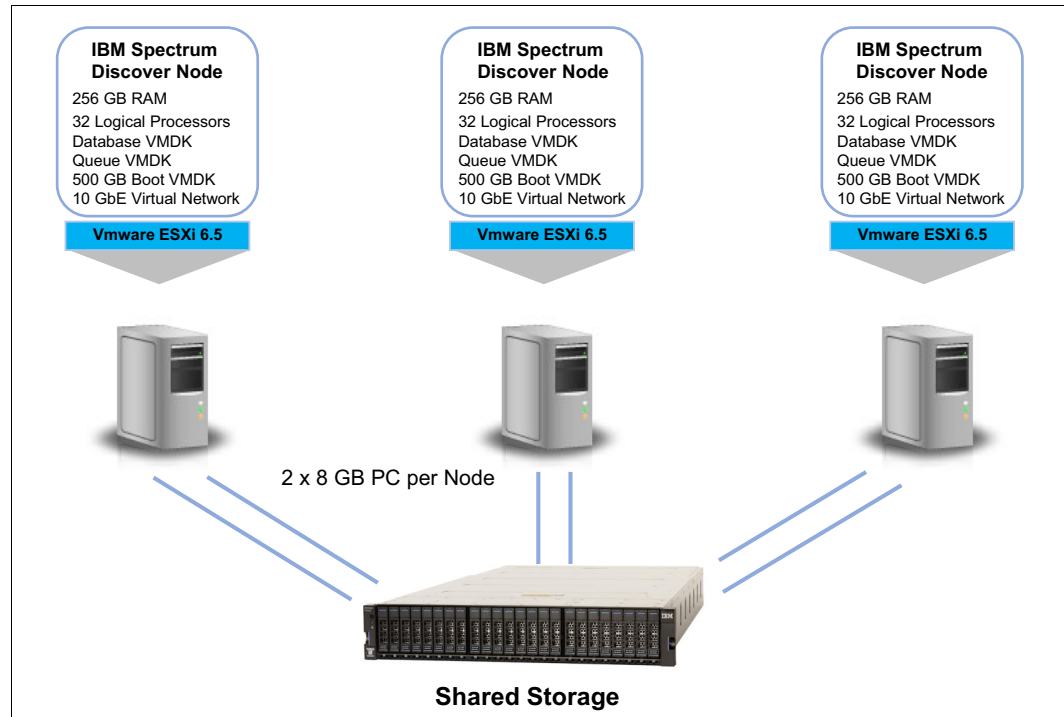 IBM Spectrum
Discover Node
256 GB RAM
32 Logical Processors
Database VMDK
Queue VMDK
500 GB Boot VMDK
10 GbE Virtual Network
Vmware ESXi 6.5
IBM Spectrum
Discover Node
256 GB RAM
32 Logical Processors
Database VMDK
Queue VMDK
500 GB Boot VMDK
10 GbE Virtual Network
Vmware ESXi 6.5
IBM Spectrum
Discover Node
256 GB RAM
32 Logical Processors
Database VMDK
Queue VMDK
500 GB Boot VMDK
10 GbE Virtual Network
Vmware ESXi 6.5
2 x 8 GB PC per Node
IBM
Shared Storage